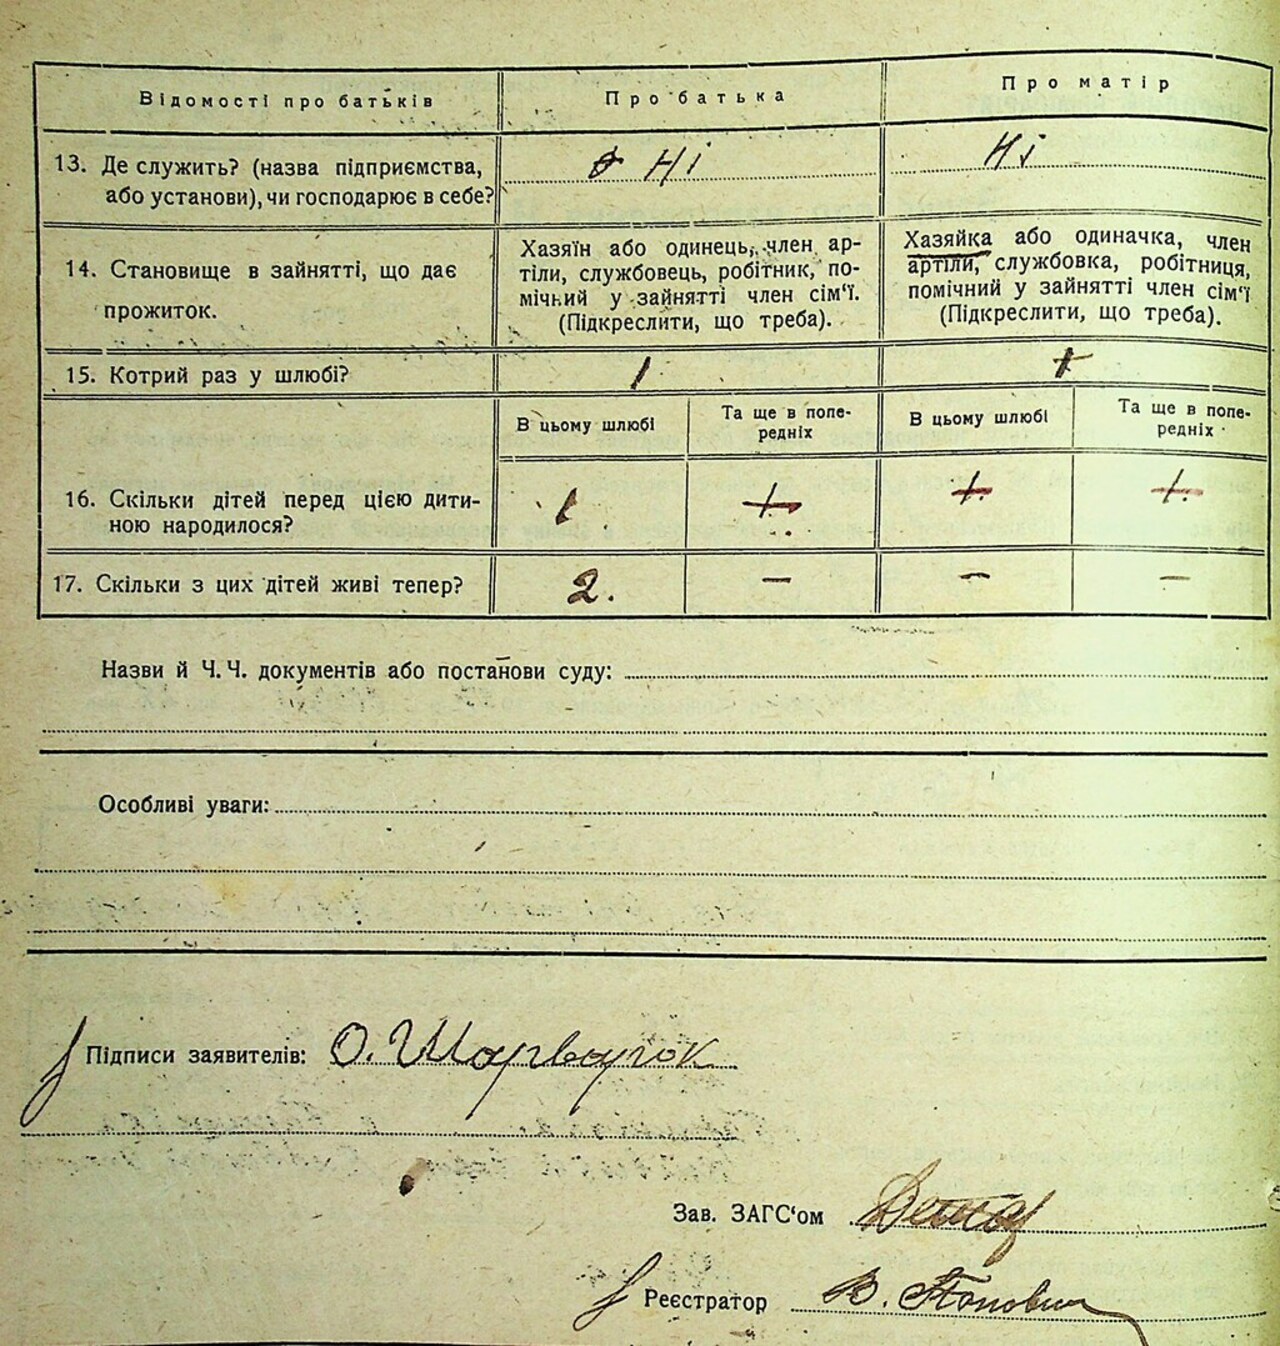 Відомості про батьків
Про батька
Про матір
13. Де служить? (назва підприємства,
або установи), чи господарює в себе?
Ні
Ні
14. Становище в зайнятті, що дає
прожиток.
Хазяїн або одинець, член ар-
тіли, службовець, робітник, по-
мічний у зайнятті член сім'ї.
(Підкреслити, що треба).
Хазяйка або одиначка, член
артіли, службовка, робітниця,
помічний у зайнятті член сім'ї
(Підкреслити, що треба).
15. Котрий раз у шлюбі?
1
В цьому шлюбі
Та ще в попе-
редніх
В цьому шлюбі
Та ще в попе-
редніх
16. Скільки дітей перед цією дити-
ною народилося?
1
17. Скільки з цих дітей живі тепер?
2. — — —
Назви й Ч. Ч. документів або постанови суду:
Особливі уваги:
Підписи заявителів: О.
Зав. ЗАГС'ом
Реєстратор В. Попович